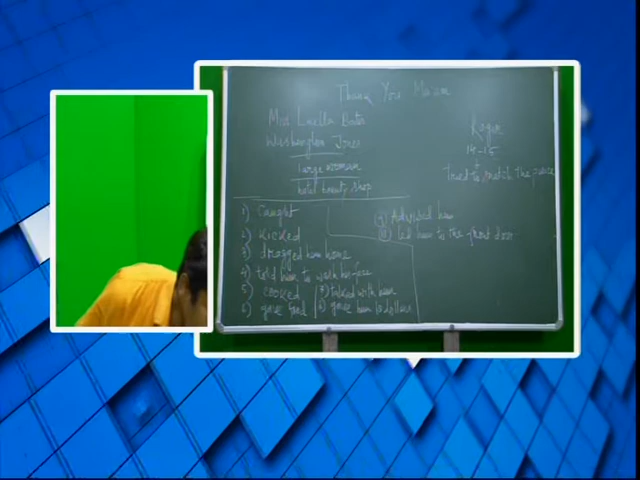 Thank You Ma'am
Mrs Luella Bate
Washington Jones
large woman
hotel beauty shop
Roger
14-15
tried to snatch the purse
1) Caught
2) Kicked
3) dragged him home
4) told him to wash his face
5) cooked
6) gave food
7) talked with him
8) gave him 10 dollars
9) Advised him
10) led him to the front door